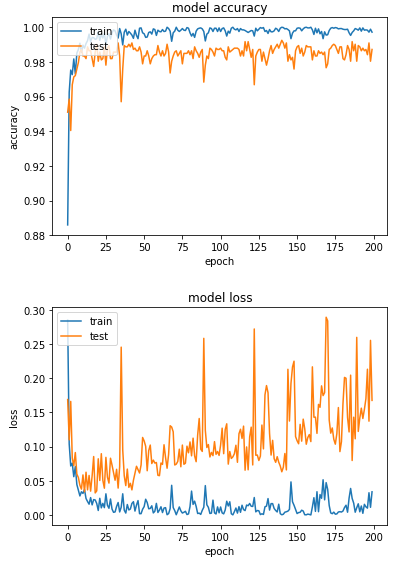 model accuracy
train
test
1.00
0.98
0.96
0.94
0.92
0.90
0.88
accuracy
0 25 50 75 100 125 150 175 200
epoch
model loss
train
test
0.30
0.25
0.20
0.15
0.10
0.05
0.00
loss
0 25 50 75 100 125 150 175 200
epoch